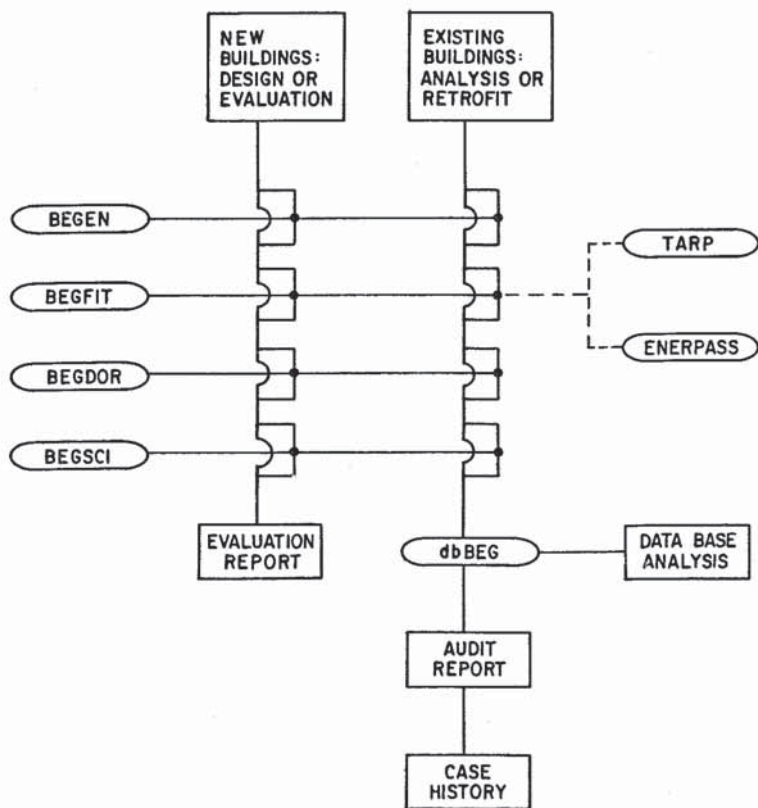 NEW
BUILDINGS:
DESIGN OR
EVALUATION
EXISTING
BUILDINGS:
ANALYSIS OR
RETROFIT
BEGEN
TARP
BEGFIT
ENERPASS
BEGDOR
BEGSCI
EVALUATION
REPORT
dbBEG
DATA BASE
ANALYSIS
AUDIT
REPORT
CASE
HISTORY